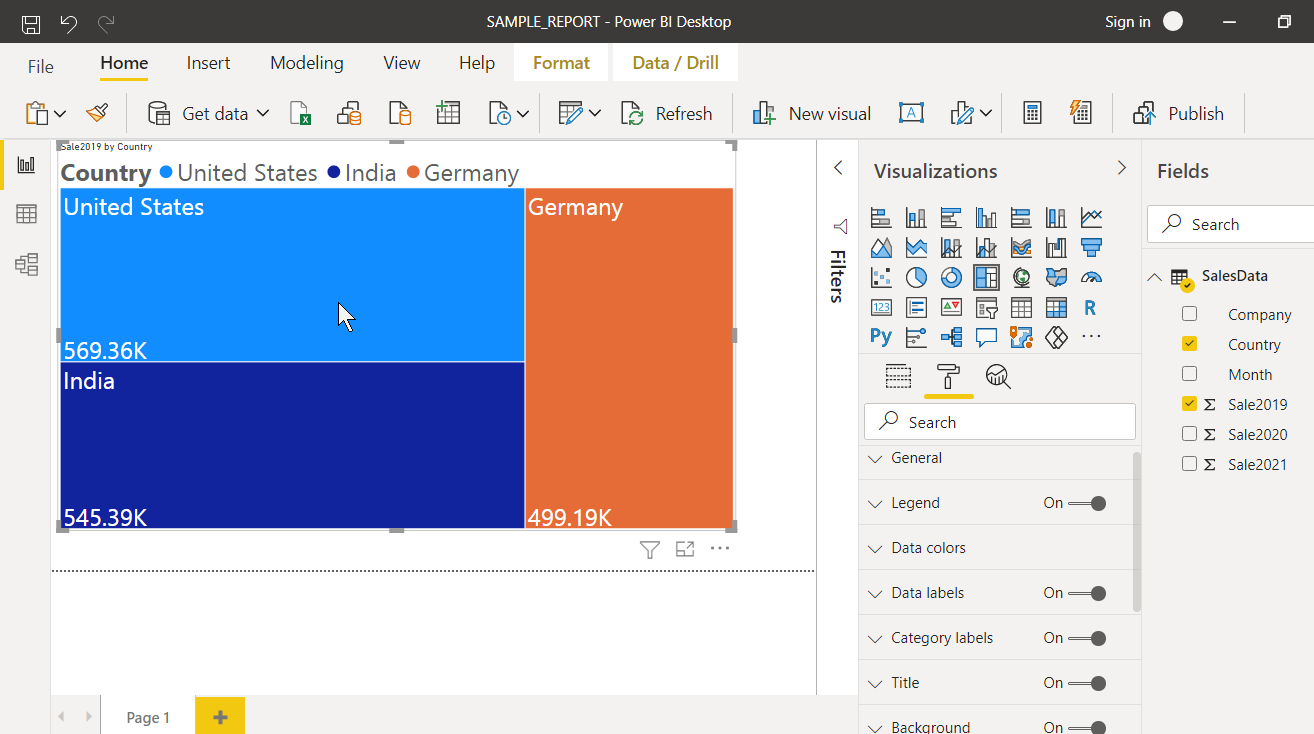 SAMPLE_REPORT - Power BI Desktop
Sign in
File
Home
Insert
Modeling
View
Help
Format
Data / Drill
Get data
Refresh
New visual
Publish
Sale2019 by Country
Country United States India Germany
United States
569.36K
India
545.39K
Germany
499.19K
Page 1
Filters
Visualizations
123
R
Py
Search
General
Legend On
Data colors
Data labels On
Category labels On
Title On
Background On
Fields
Search
SalesData
Company
Country
Month
Σ Sale2019
Σ Sale2020
Σ Sale2021